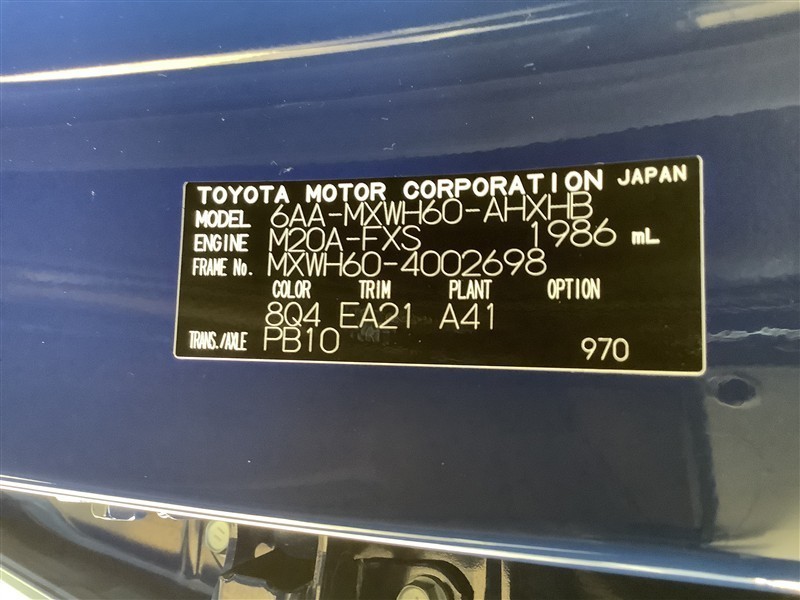 TOYOTA MOTOR CORPORATION JAPAN
MODEL 6AA-MXWH60-AHXHB
ENGINE M20A-FXS 1986 mL
FRAME No. MXWH60-4002698
COLOR TRIM PLANT OPTION
8Q4 EA21 A41
TRANS./AXLE PB10 970